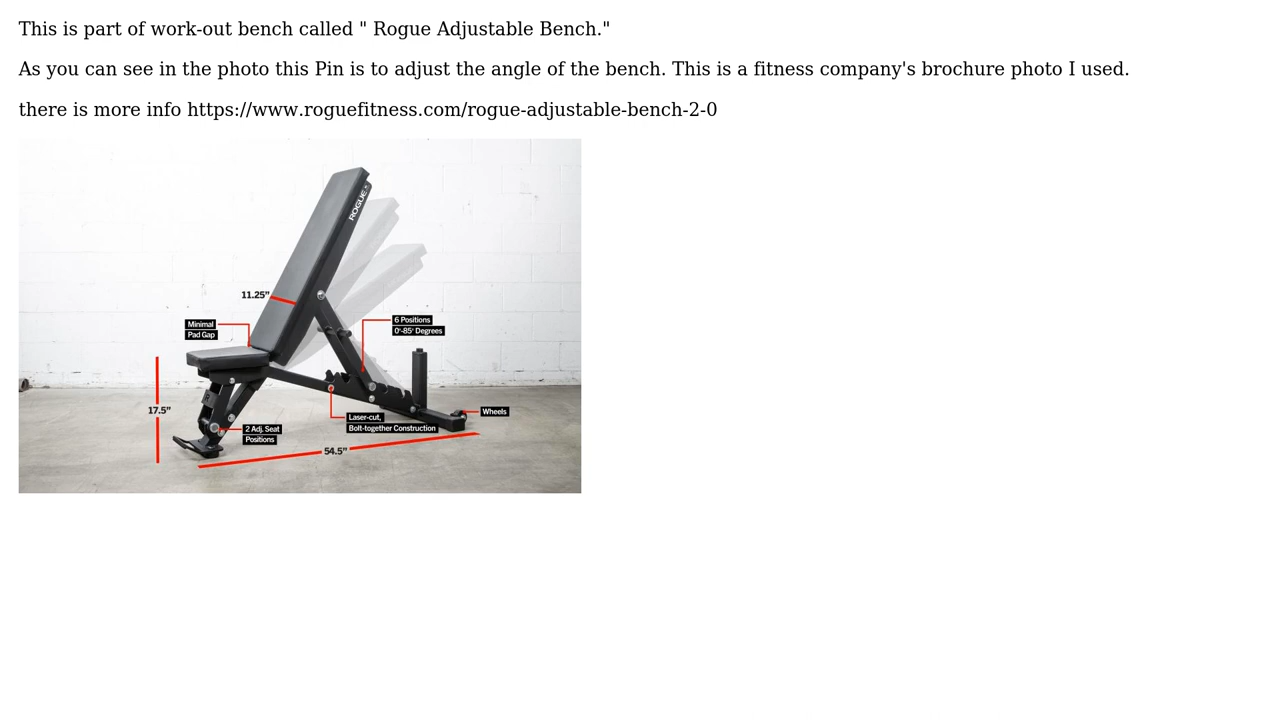 This is part of work-out bench called " Rogue Adjustable Bench."
As you can see in the photo this Pin is to adjust the angle of the bench. This is a fitness company's brochure photo I used.
there is more info https://www.roguefitness.com/rogue-adjustable-bench-2-0
ROGUE
11.25"
Minimal
Pad Gap
6 Positions
0°-85° Degrees
17.5"
2 Adj. Seat
Positions
Laser-cut,
Bolt-together Construction
Wheels
54.5"